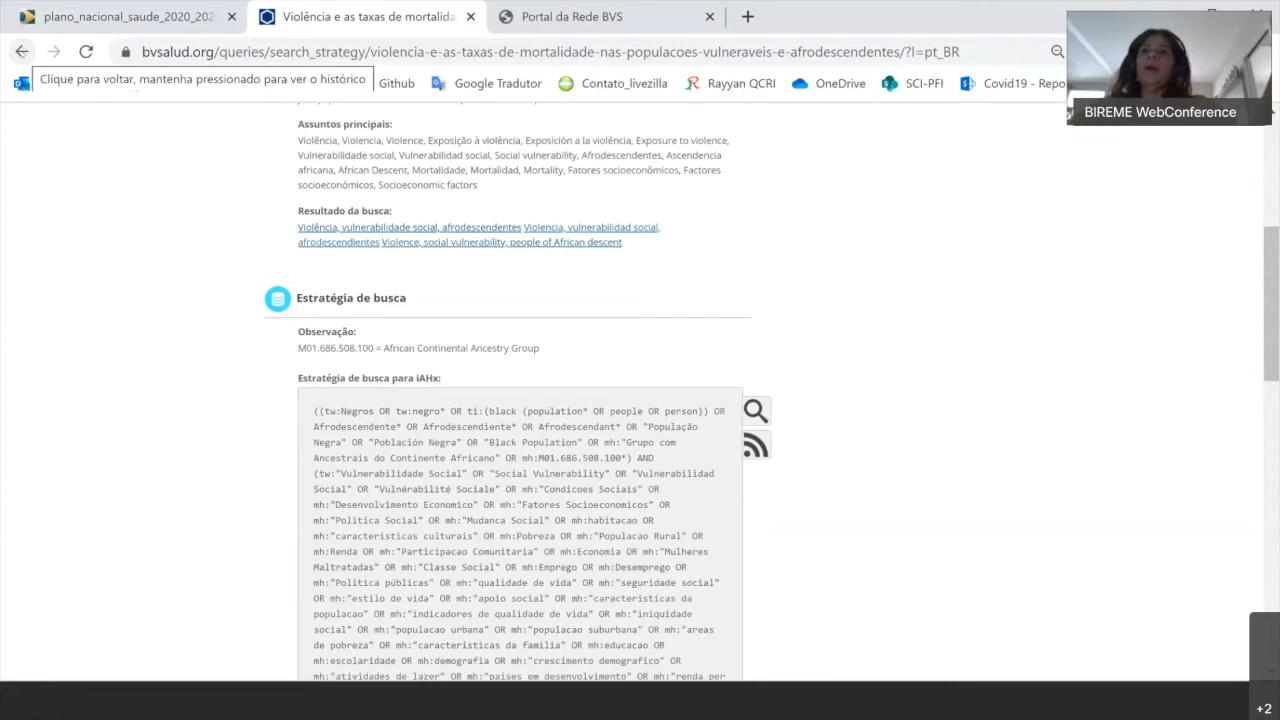 plano_nacional_saude_2020_202
Violência e as taxas de mortalida
Portal da Rede BVS
bvsalud.org/queries/search_strategy/violencia-e-as-taxas-de-mortalidade-nas-populacoes-vulneraveis-e-afrodescendentes/?l=pt_BR
Clique para voltar, mantenha pressionado para ver o histórico
Github
Google Tradutor
Contato_livezilla
Rayyan QCRI
OneDrive
SCI-PFI
Covid19 - Repo
BIREME WebConference
Assuntos principais:
Violência, Violencia, Violence, Exposição à violência, Exposición a la violência, Exposure to violence,
Vulnerabilidade social, Vulnerabilidad social, Social vulnerability, Afrodescendentes, Ascendencia
africana, African Descent, Mortalidade, Mortalidad, Mortality, Fatores socioeconômicos, Factores
socioeconómicos, Socioeconomic factors
Resultado da busca:
Violência, vulnerabilidade social, afrodescendentes Violencia, vulnerabilidad social,
afrodescendientes Violence, social vulnerability, people of African descent
Estratégia de busca
Observação:
M01.686.508.100 = African Continental Ancestry Group
Estratégia de busca para iAHx:
((tw:Negros OR tw:negro* OR ti:(black (population* OR people OR person)) OR
Afrodescendente* OR Afrodescendiente* OR Afrodescendant* OR "População
Negra" OR "Población Negra" OR "Black Population" OR mh:"Grupo com
Ancestrais do Continente Africano" OR mh:M01.686.508.100*) AND
(tw:"Vulnerabilidade Social" OR "Social Vulnerability" OR "Vulnerabilidad
Social" OR "Vulnérabilité Sociale" OR mh:"Condicoes Sociais" OR
mh:"Desenvolvimento Economico" OR mh:"Fatores Socioeconomicos" OR
mh:"Politica Social" OR mh:"Mudanca Social" OR mh:habitacao OR
mh:"caracteristicas culturais" OR mh:Pobreza OR mh:"Populacao Rural" OR
mh:Renda OR mh:"Participacao Comunitaria" OR mh:Economia OR mh:"Mulheres
Maltratadas" OR mh:"Classe Social" OR mh:Emprego OR mh:Desemprego OR
mh:"Politica públicas" OR mh:"qualidade de vida" OR mh:"seguridade social"
OR mh:"estilo de vida" OR mh:"apoio social" OR mh:"caracteristicas da
populacao" OR mh:"indicadores de qualidade de vida" OR mh:"iniquidade
social" OR mh:"populacao urbana" OR mh:"populacao suburbana" OR mh:"areas
de pobreza" OR mh:"caracteristicas da familia" OR mh:educacao OR
mh:escolaridade OR mh:demografia OR mh:"crescimento demografico" OR
mh:"atividades de lazer" OR mh:"paises em desenvolvimento" OR mh:"renda per
+2